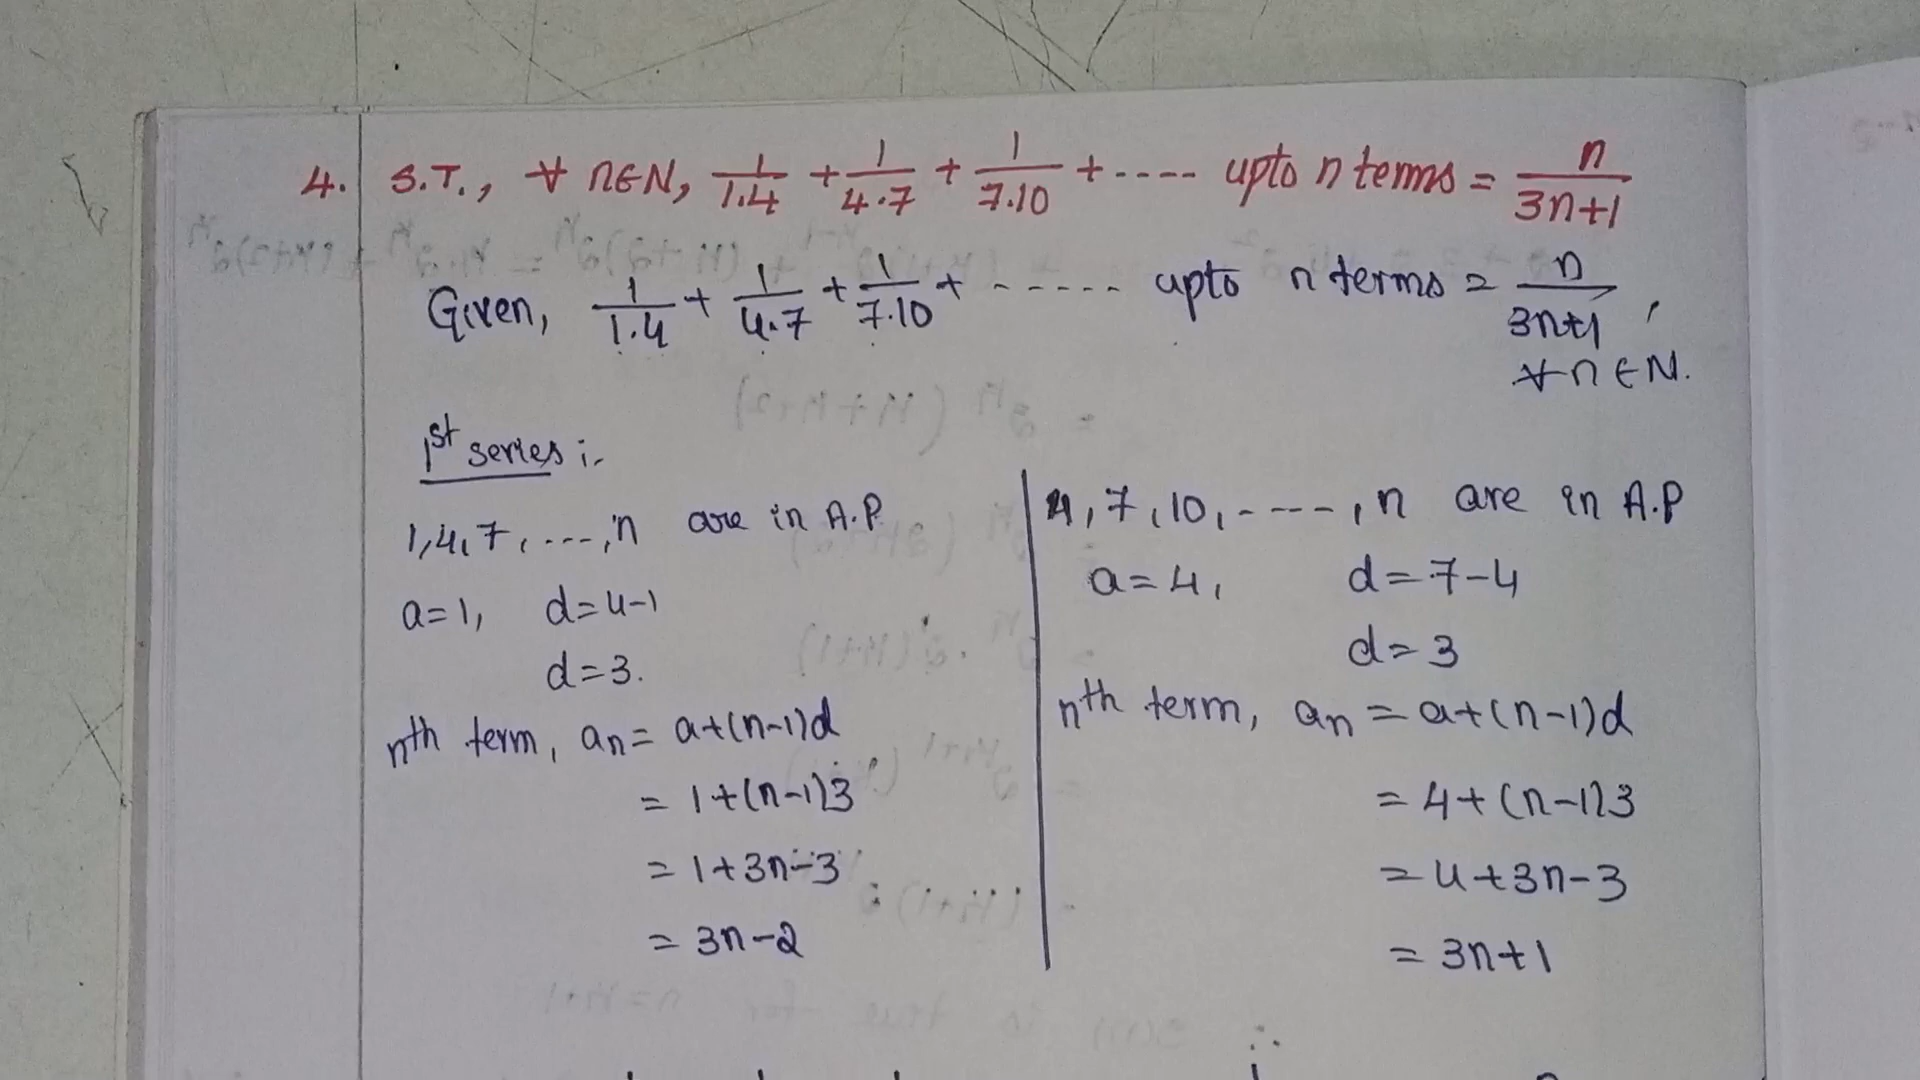 4. S.T., ∀ n∈N, 1/1.4 + 1/4.7 + 1/7.10 + ---- upto n terms = n/3n+1
Given, 1/1.4 + 1/4.7 + 1/7.10 + ------ upto n terms = n/3n+1 ,
∀ n∈N.
1st series :-
1,4,7, ----, n are in A.P
a=1, d=4-1
d=3.
nth term, an = a+(n-1)d
= 1+(n-1)3
= 1+3n-3
= 3n-2
4, 7, 10, ----, n are in A.P
a=4, d=7-4
d=3
nth term, an = a+(n-1)d
= 4+(n-1)3
= 4+3n-3
= 3n+1